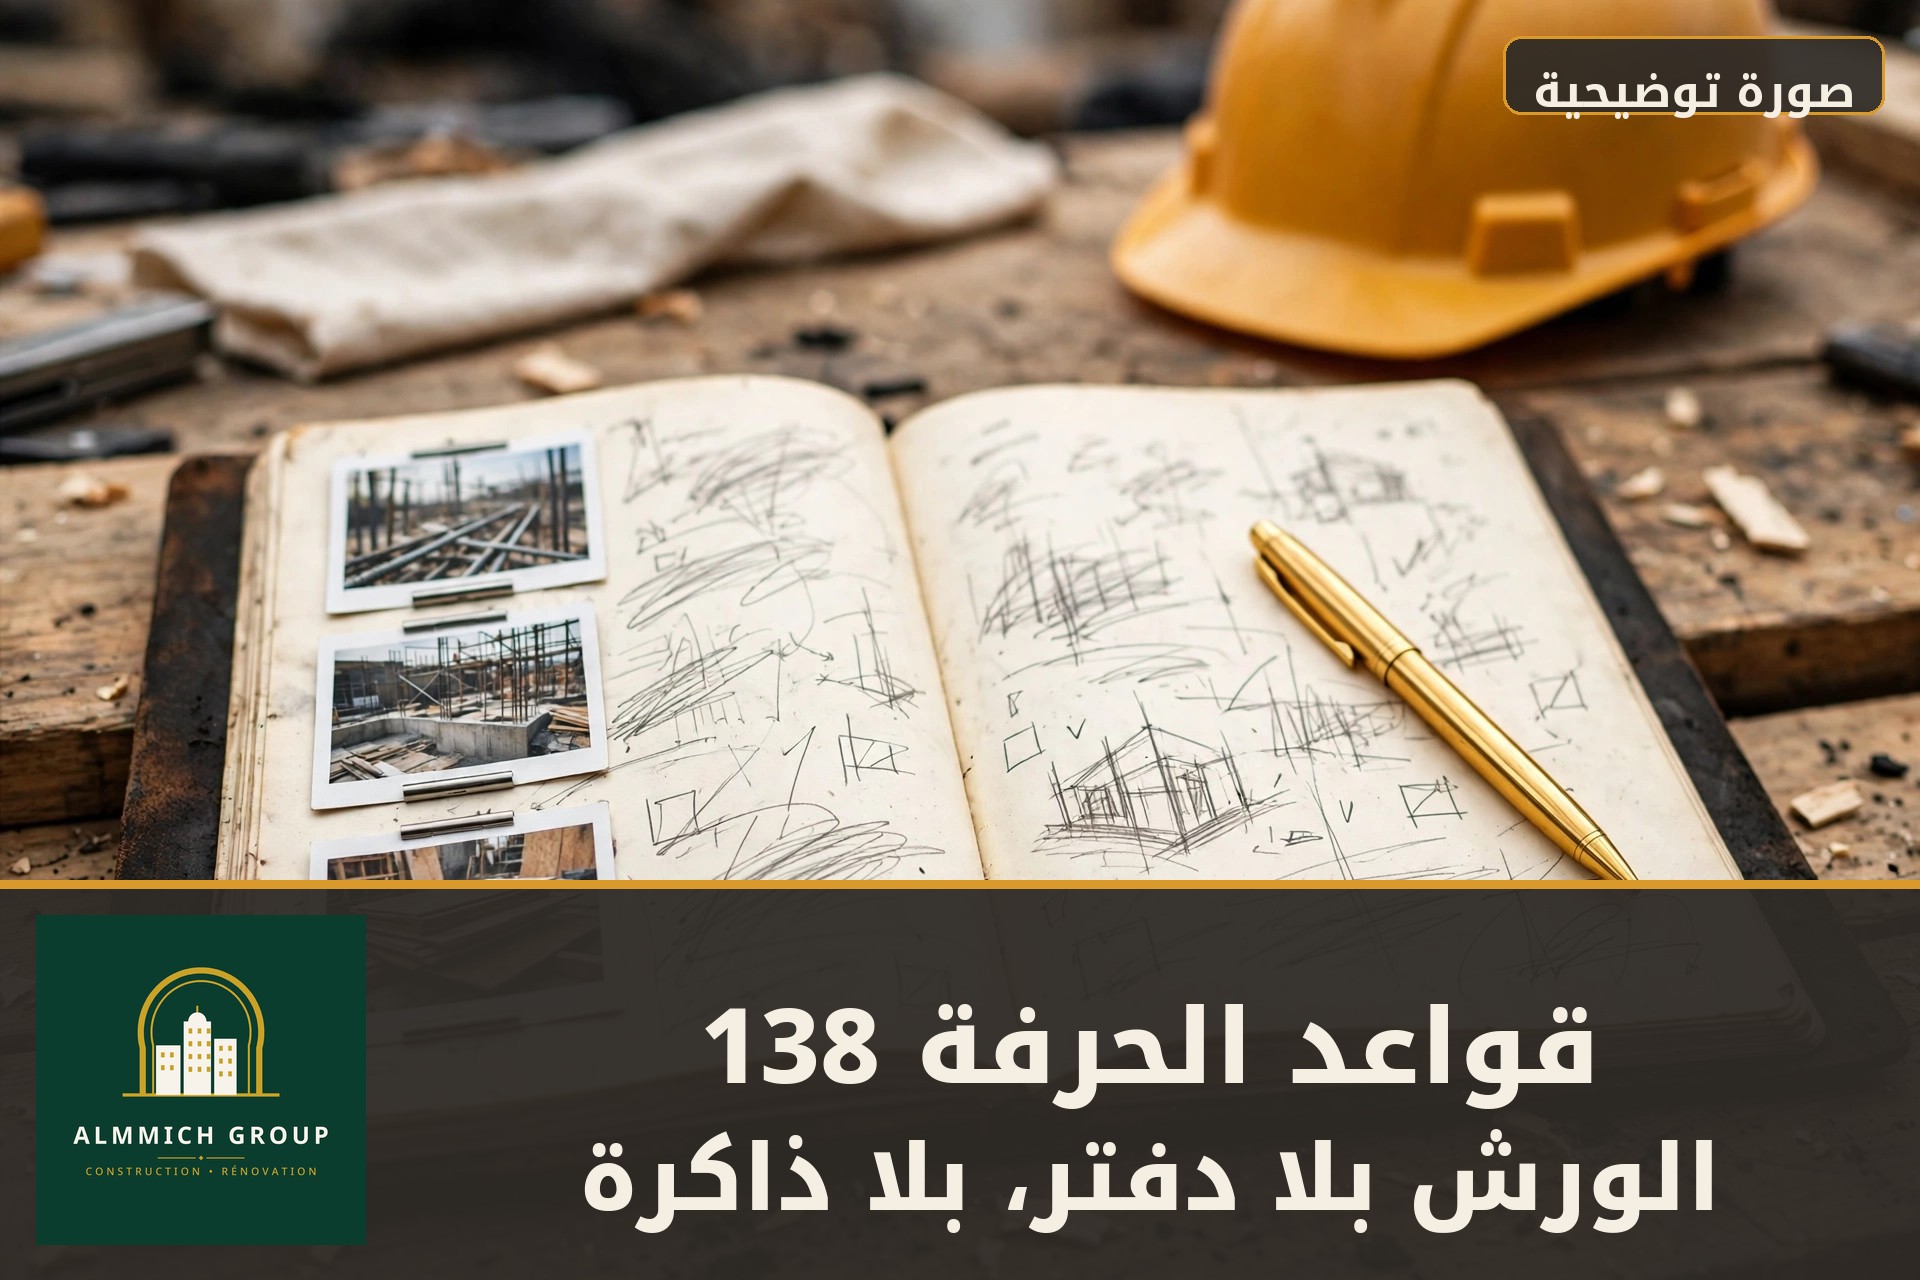 صورة توضيحية
قواعد الحرفة 138
الورش بلا دفتر، بلا ذاكرة
ALMMICH GROUP
CONSTRUCTION • RÉNOVATION